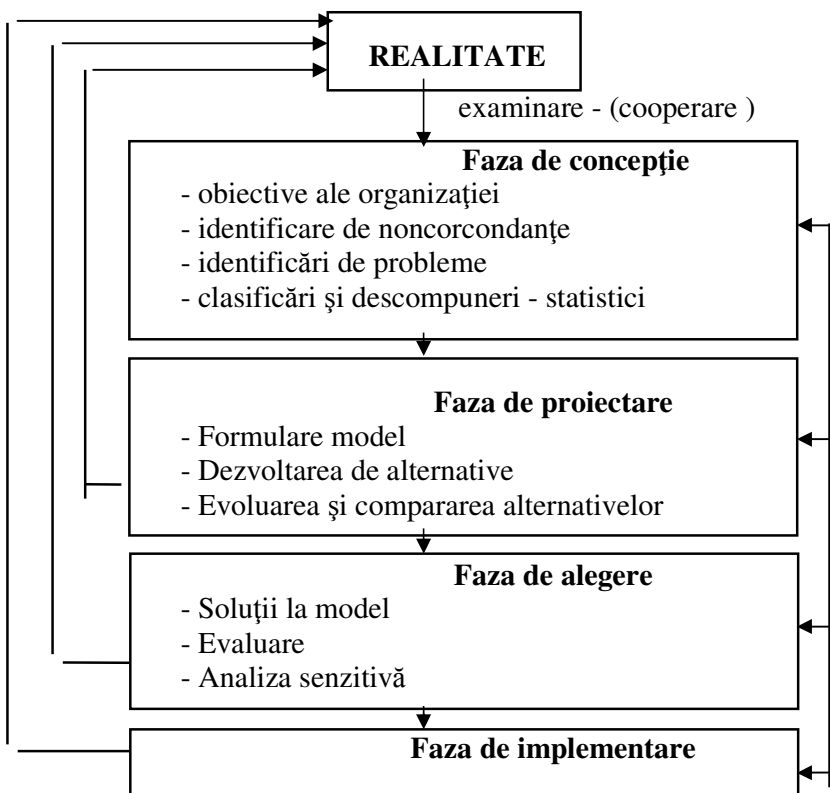 REALITATE
examinare - (cooperare )
Faza de concepţie
- obiective ale organizaţiei
- identificare de noncorcondanţe
- identificări de probleme
- clasificări şi descompuneri - statistici
Faza de proiectare
- Formulare model
- Dezvoltarea de alternative
- Evoluarea şi compararea alternativelor
Faza de alegere
- Soluţii la model
- Evaluare
- Analiza senzitivă
Faza de implementare